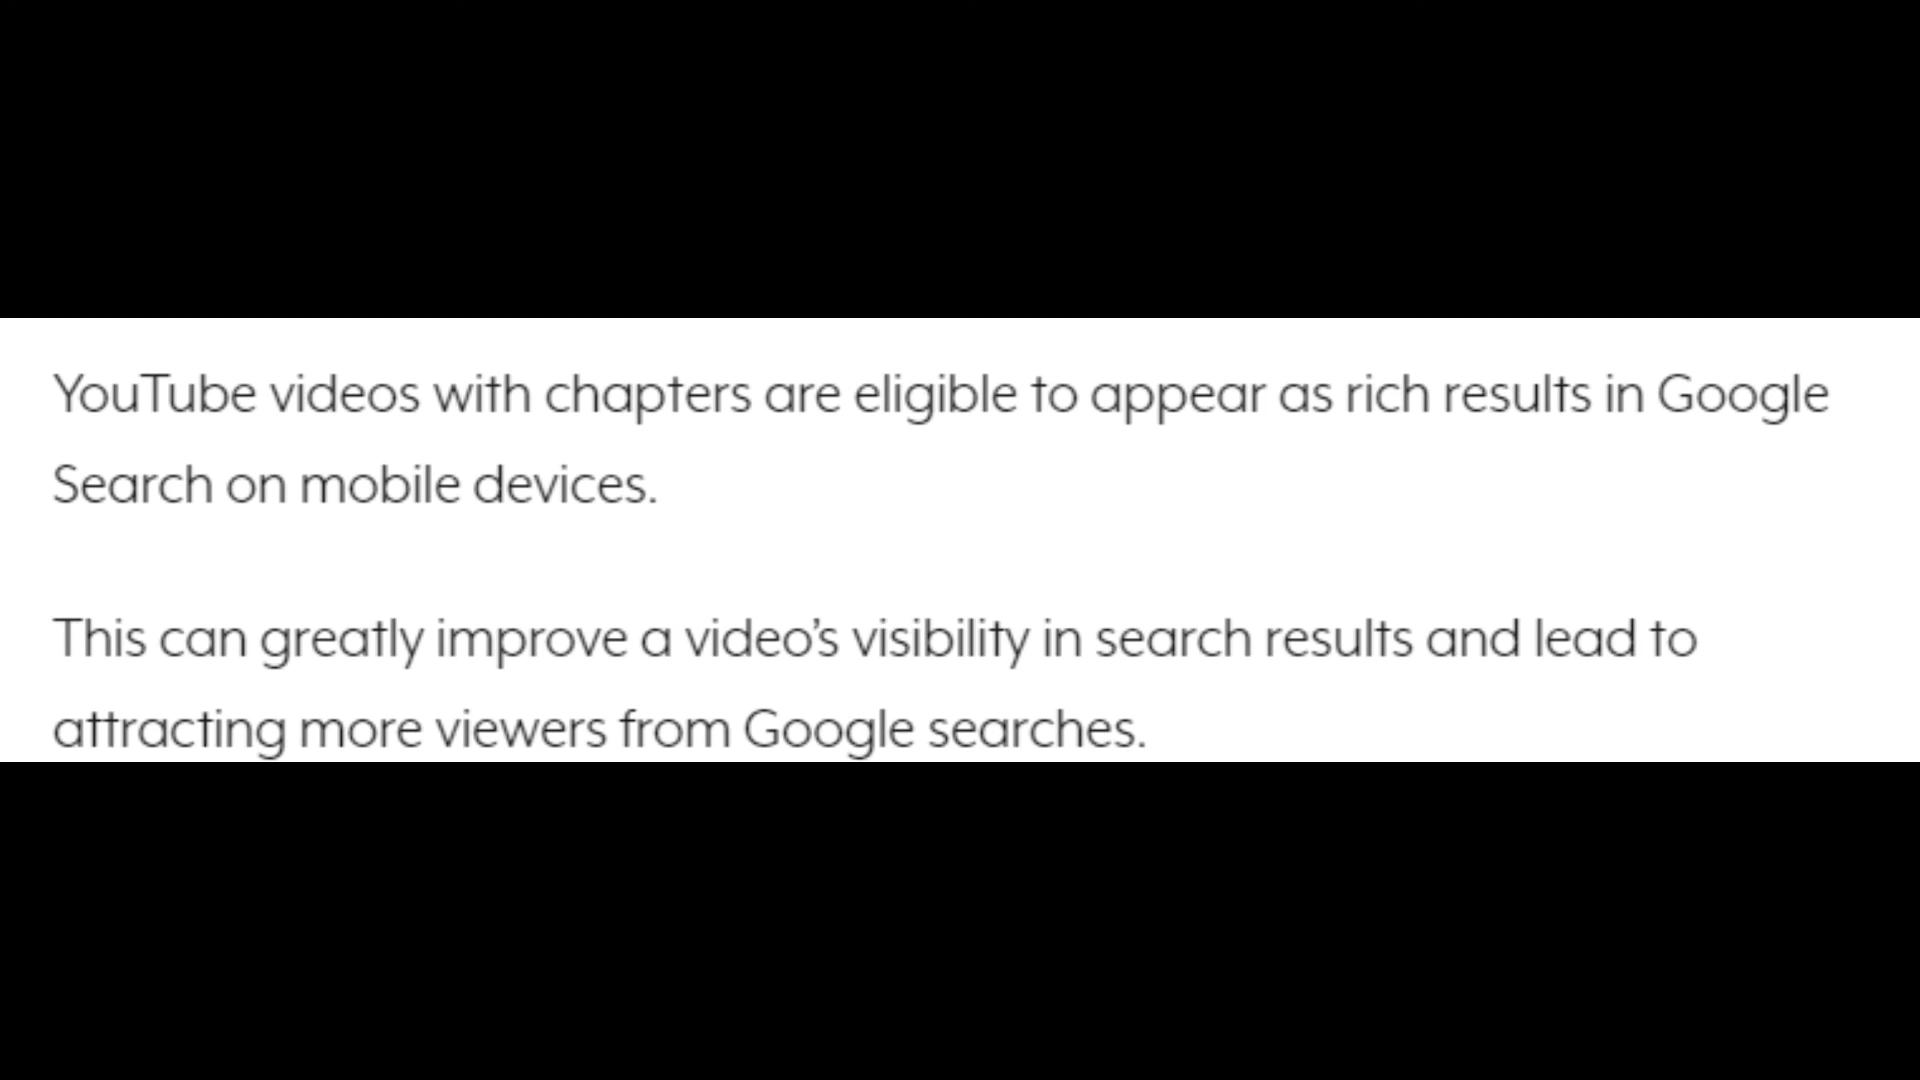 YouTube videos with chapters are eligible to appear as rich results in Google
Search on mobile devices.
This can greatly improve a video’s visibility in search results and lead to
attracting more viewers from Google searches.